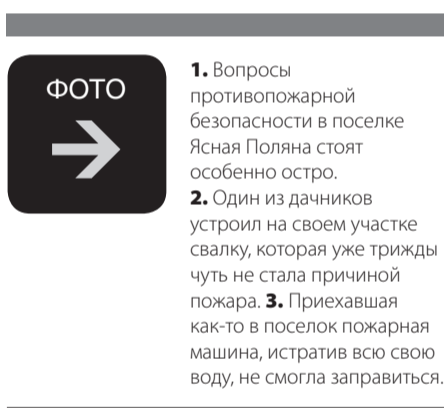 ФОТО
1. Вопросы
противопожарной
безопасности в поселке
Ясная Поляна стоят
особенно остро.
2. Один из дачников
устроил на своем участке
свалку, которая уже трижды
чуть не стала причиной
пожара. 3. Приехавшая
как-то в поселок пожарная
машина, истратив всю свою
воду, не смогла заправиться.